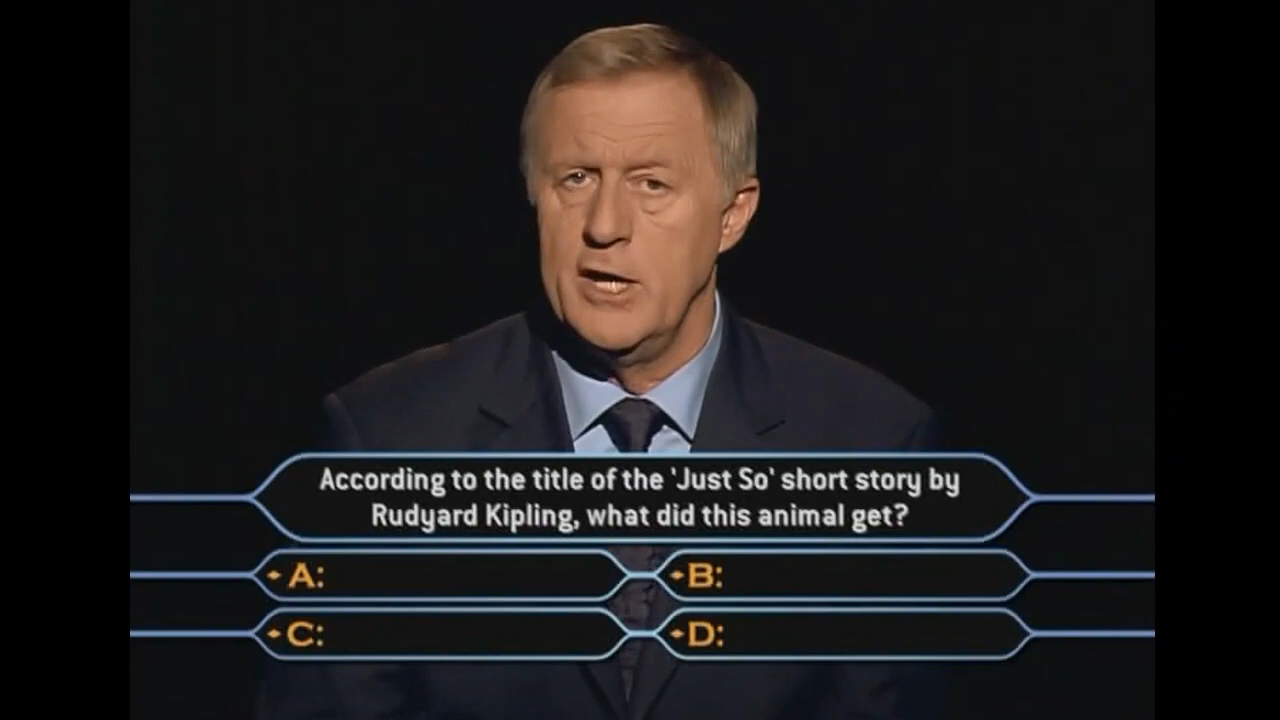 According to the title of the 'Just So' short story by
Rudyard Kipling, what did this animal get?
A:
B:
C:
D: